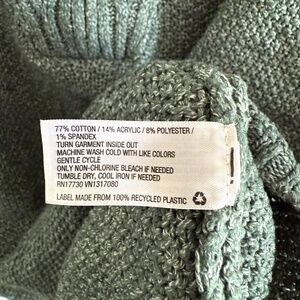 77% COTTON / 14% ACRYLIC / 8% POLYESTER /
1% SPANDEX
TURN GARMENT INSIDE OUT
MACHINE WASH COLD WITH LIKE COLORS
GENTLE CYCLE
ONLY NON-CHLORINE BLEACH IF NEEDED
TUMBLE DRY, COOL IRON IF NEEDED
RN17730 VN1317080
LABEL MADE FROM 100% RECYCLED PLASTIC